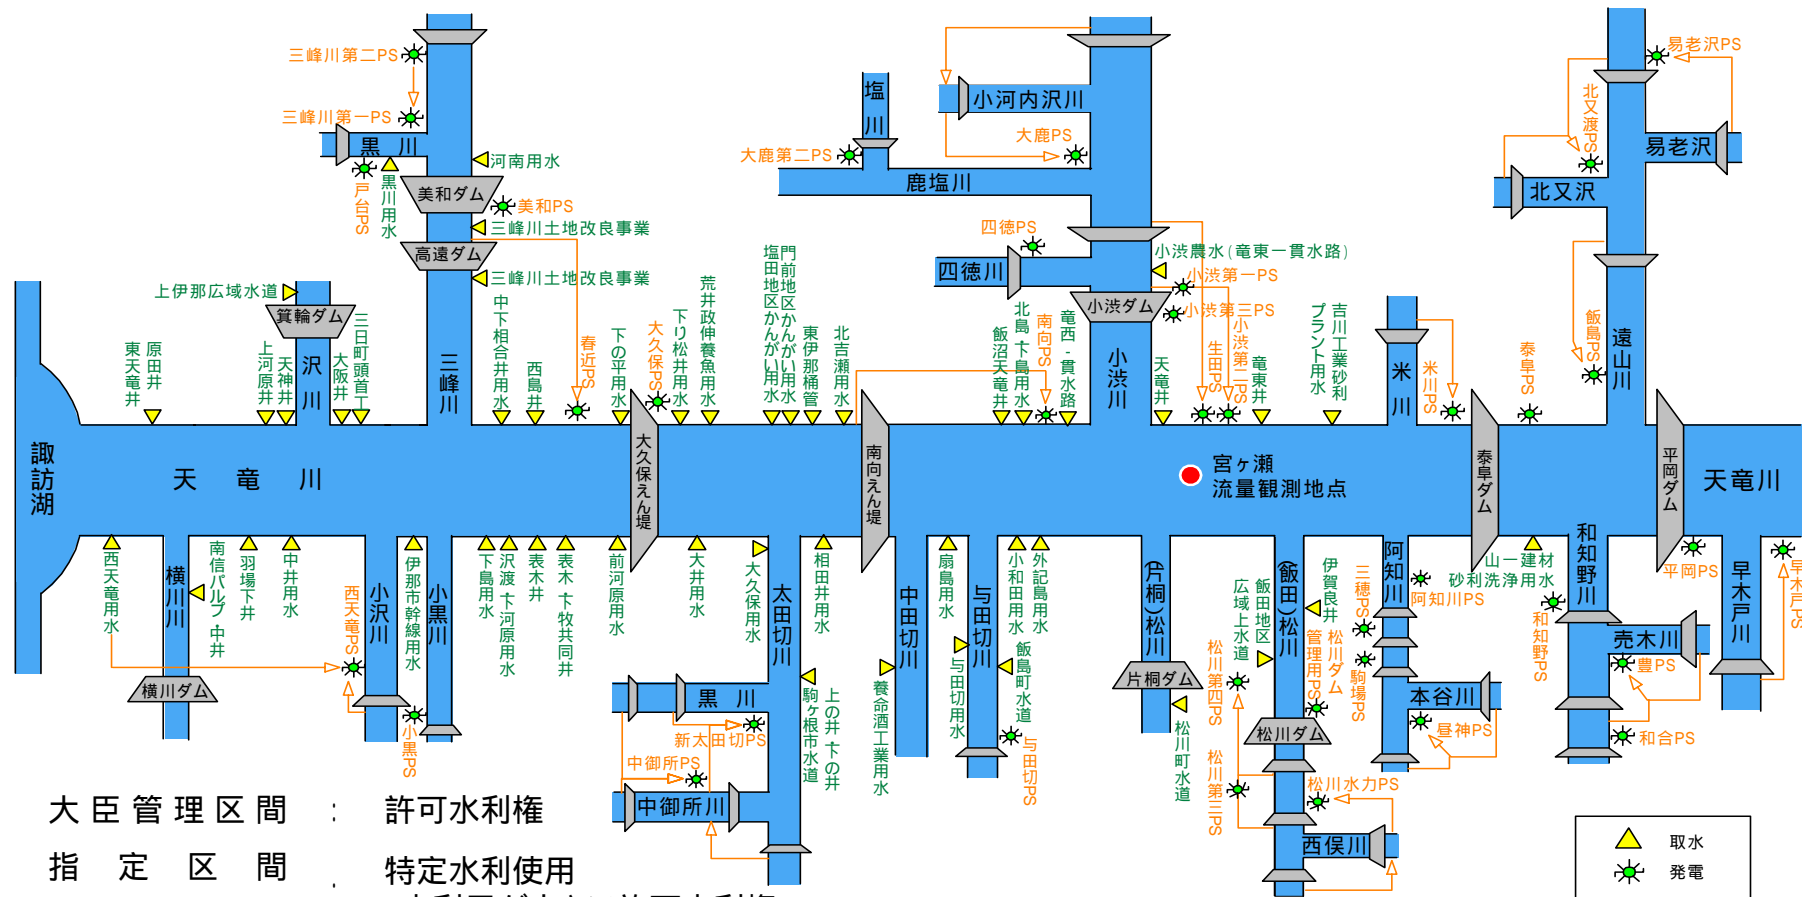 三峰川第二PS
三峰川第一PS
黒川
戸台PS
黒川用水
河南用水
美和ダム
美和PS
三峰川土地改良事業
高遠ダム
三峰川土地改良事業
上伊那広域水道
箕輪ダム
三日町頭首工
東天竜井
原田井
上河原井
天神井
沢川
大阪井
三峰川
中下相合井用水
西島井
春近PS
下の平用水
大久保PS
下り松井用水
荒井政伸養魚用水
塩田地区かんがい用水
門前地区かんがい用水
東伊那桶管
北吉瀬用水
塩川
小河内沢川
大鹿PS
大鹿第二PS
鹿塩川
四徳PS
四徳川
小渋農水(竜東一貫水路)
小渋第一PS
小渋ダム
小渋第三PS
小渋第二PS
生田PS
飯沼天竜井
北島・下島用水
南向PS
竜西-貫水路
小渋川
天竜井
竜東井
吉川工業砂利
プラント用水
米川
米川PS
泰阜PS
易老沢PS
北又渡PS
易老沢
北又沢
飯島PS
遠山川
諏訪湖
天竜川
大久保えん堤
南向えん堤
宮ヶ瀬
流量観測地点
泰阜ダム
平岡ダム
天竜川
西天竜用水
横川川
南信パルプ・中井
羽場下井
中井用水
西天竜PS
小沢川
伊那市幹線用水
小黒川
小黒PS
横川ダム
下島用水
沢渡・下河原用水
表木井
表木・下牧共同井
前河原用水
大井用水
大久保用水
太田切川
相田井用水
黒川
新太田切PS
中御所PS
中御所川
駒ヶ根市水道
上の井・下の井
養命酒工業用水
中田切川
扇島用水
与田切川
与田切用水
小和田用水
外記島用水
飯島町水道
与田切PS
(片桐)松川
片桐ダム
松川町水道
広域上水道
飯田地区
(飯田)松川
伊賀良井
松川ダム
管理用PS
松川第四PS
松川ダム
松川第三PS
松川水力PS
西俣川
三穂PS
駒場PS
阿知川
阿知川PS
本谷川
昼神PS
山一建材
砂利洗浄用水
和知野PS
和知野川
売木川
豊PS
和合PS
平岡PS
早木戸川
早木戸PS
大臣管理区間 : 許可水利権
指定区間 : 特定水利使用
取水
発電